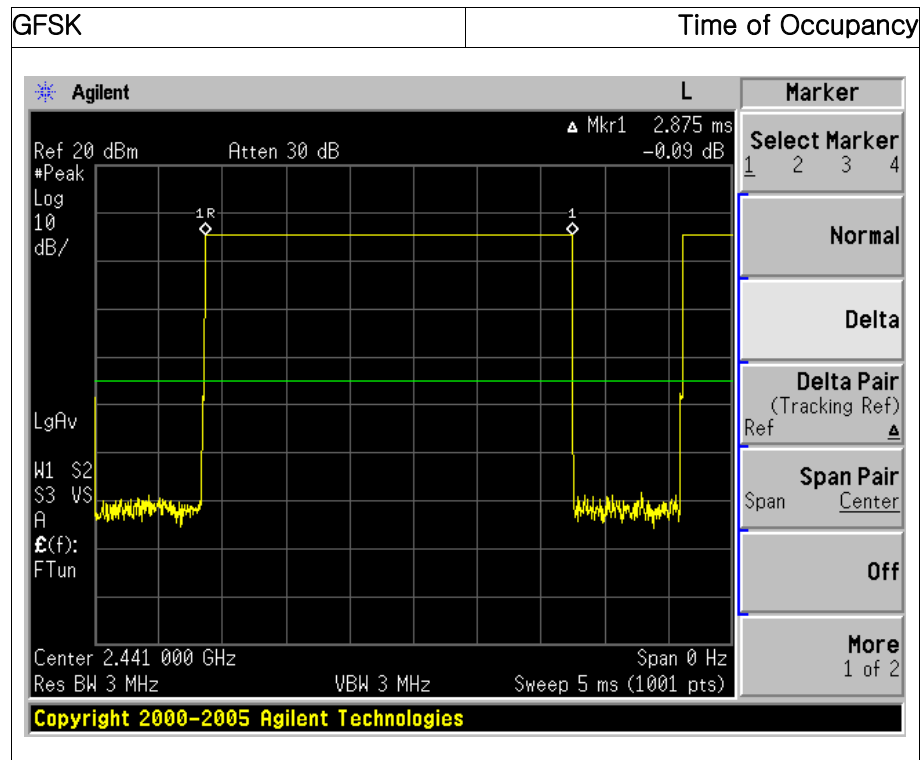 GFSK Time of Occupancy
Agilent L
Marker
Δ Mkr1 2.875 ms
Ref 20 dBm Atten 30 dB -0.09 dB
#Peak
Log
10
dB/
1R 1
LgAv
W1 S2
S3 VS
A
£(f):
FTun
Center 2.441 000 GHz Span 0 Hz
Res BW 3 MHz VBW 3 MHz Sweep 5 ms (1001 pts)
Copyright 2000-2005 Agilent Technologies
Select Marker
1 2 3 4
Normal
Delta
Delta Pair
(Tracking Ref)
Ref Δ
Span Pair
Span Center
Off
More
1 of 2